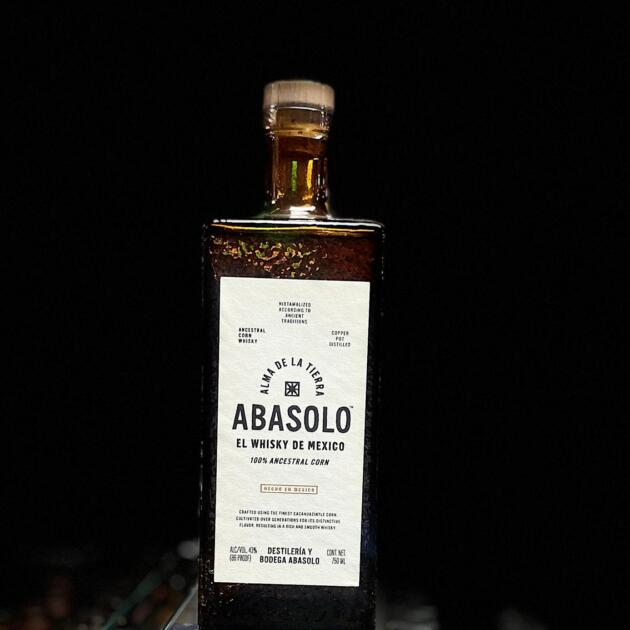 NIXTAMALIZED
ACCORDING TO
ANCIENT
TRADITIONS
ANCESTRAL
CORN
WHISKY
COPPER
POT
DISTILLED
ALMA DE LA TIERRA
ABASOLO™
EL WHISKY DE MEXICO
100% ANCESTRAL CORN
HECHO EN MEXICO
CRAFTED USING THE FINEST CACAHUAZINTLE CORN,
CULTIVATED OVER GENERATIONS FOR ITS DISTINCTIVE
FLAVOR, RESULTING IN A RICH AND SMOOTH WHISKY
ALC/VOL. 43%
(86 PROOF)
DESTILERÍA Y
BODEGA ABASOLO
CONT. NET.
750 ML